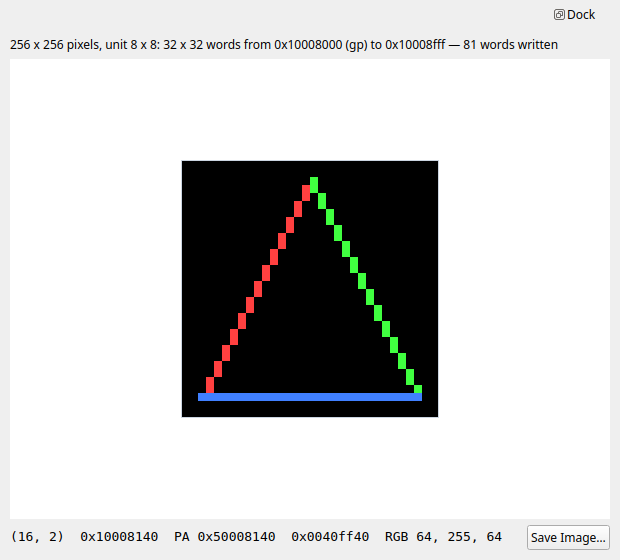 Dock
256 x 256 pixels, unit 8 x 8: 32 x 32 words from 0x10008000 (gp) to 0x10008fff — 81 words written
(16, 2)  0x10008140  PA 0x50008140  0x0040ff40  RGB 64, 255, 64
Save Image...